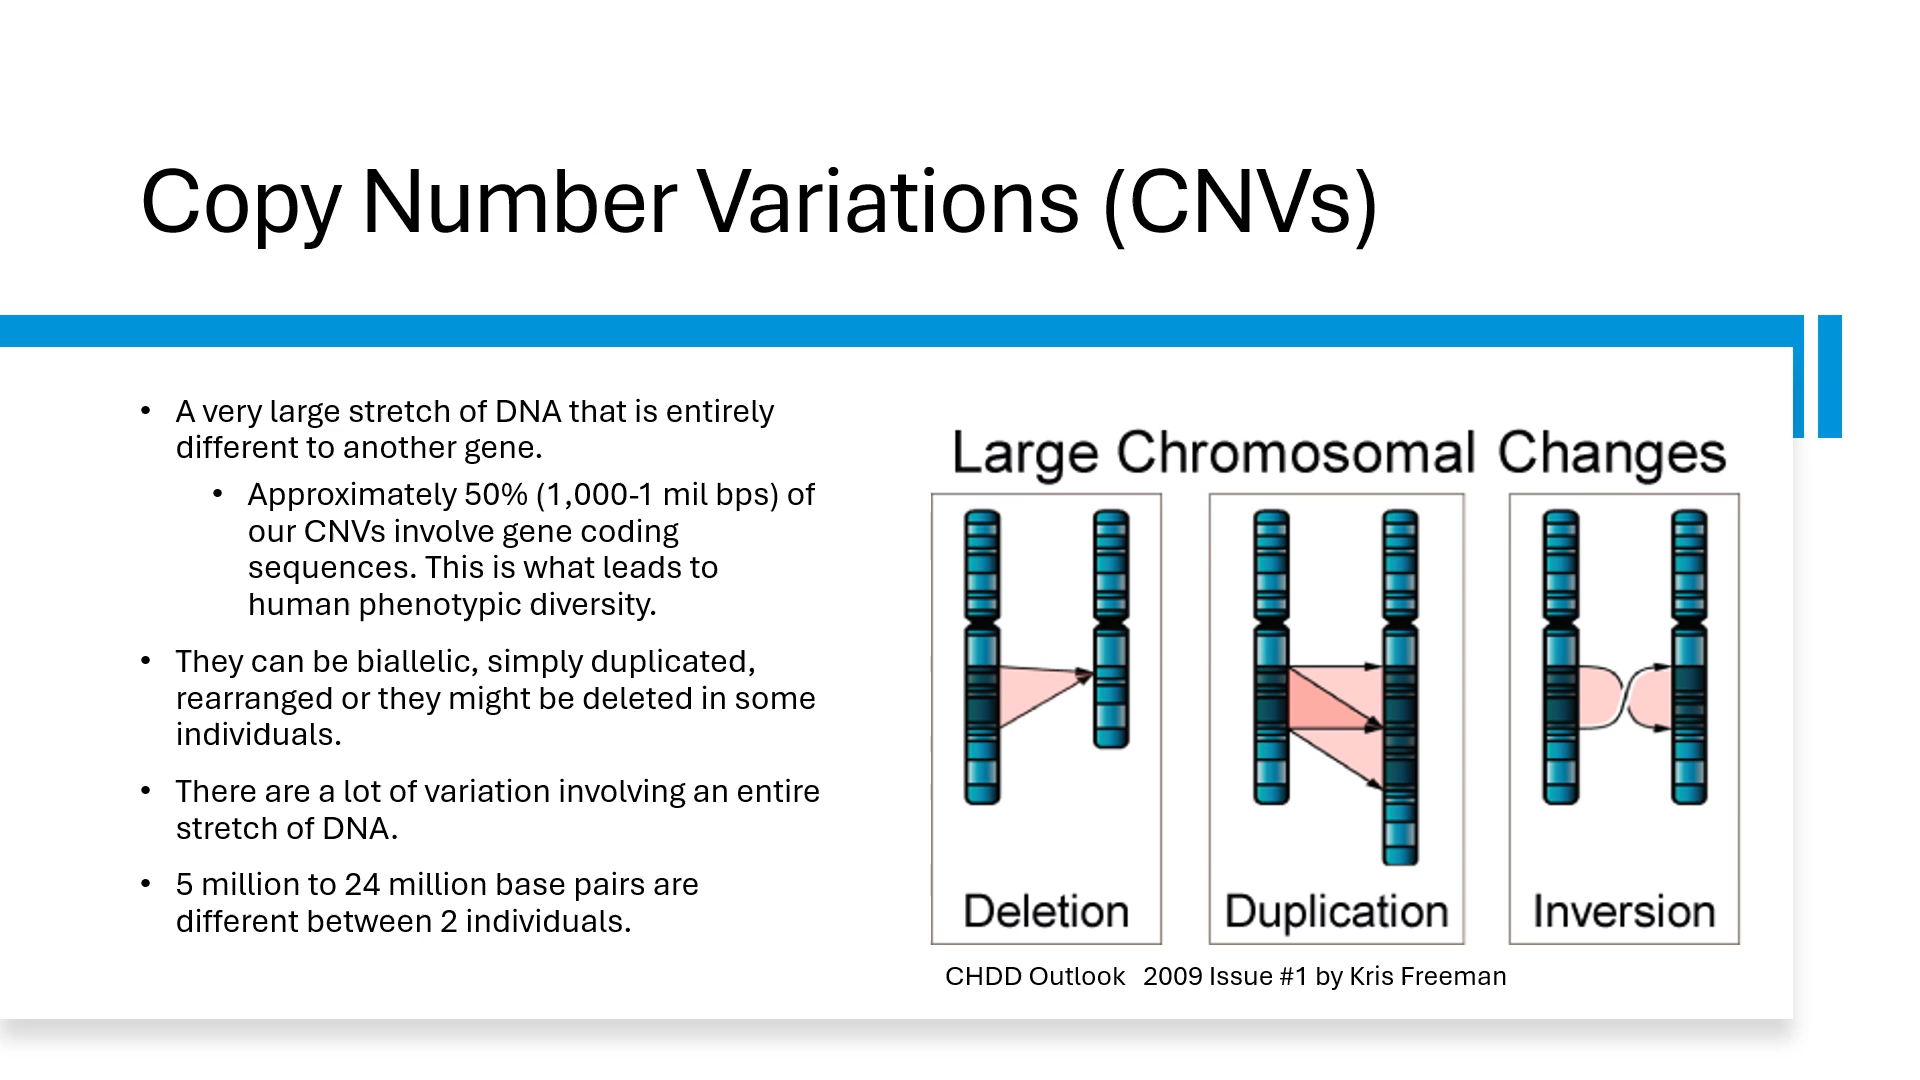 Copy Number Variations (CNVs)
• A very large stretch of DNA that is entirely
different to another gene.
• Approximately 50% (1,000-1 mil bps) of
our CNVs involve gene coding
sequences. This is what leads to
human phenotypic diversity.
• They can be biallelic, simply duplicated,
rearranged or they might be deleted in some
individuals.
• There are a lot of variation involving an entire
stretch of DNA.
• 5 million to 24 million base pairs are
different between 2 individuals.
Large Chromosomal Changes
Deletion
Duplication
Inversion
CHDD Outlook 2009 Issue #1 by Kris Freeman